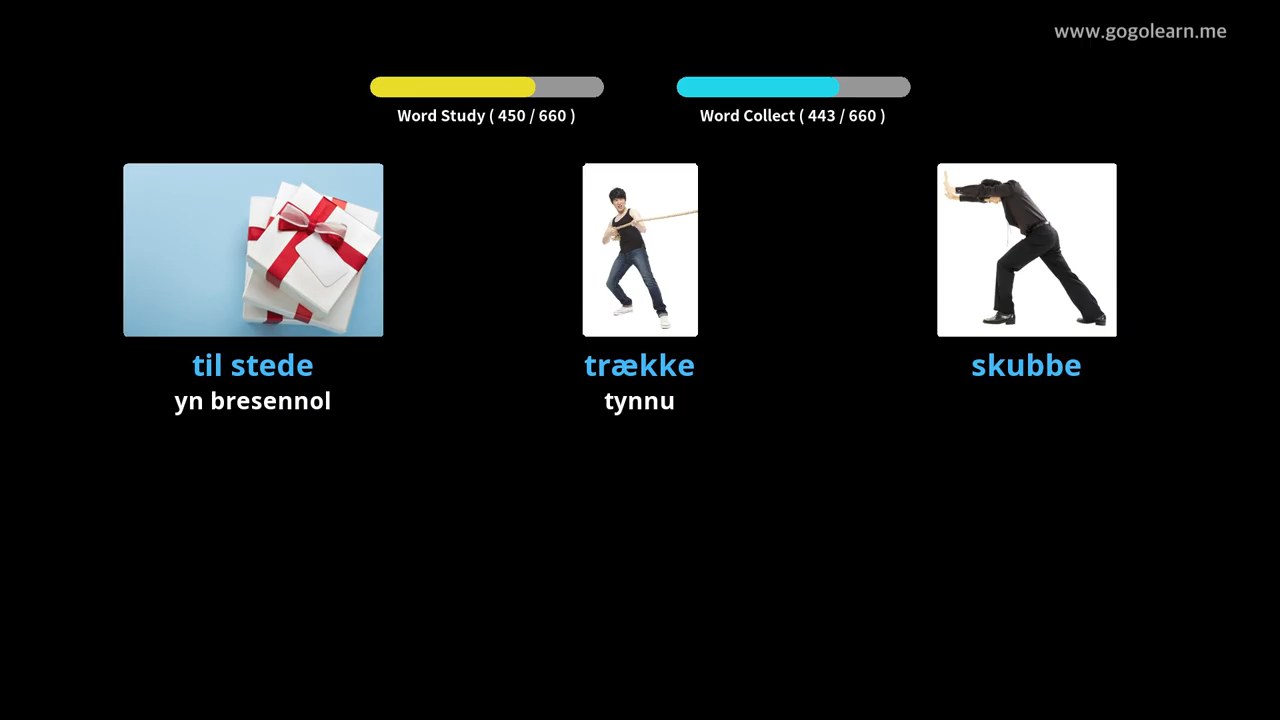 www.gogolearn.me
Word Study ( 450 / 660 )
Word Collect ( 443 / 660 )
til stede
trække
skubbe
yn bresennol
tynnu